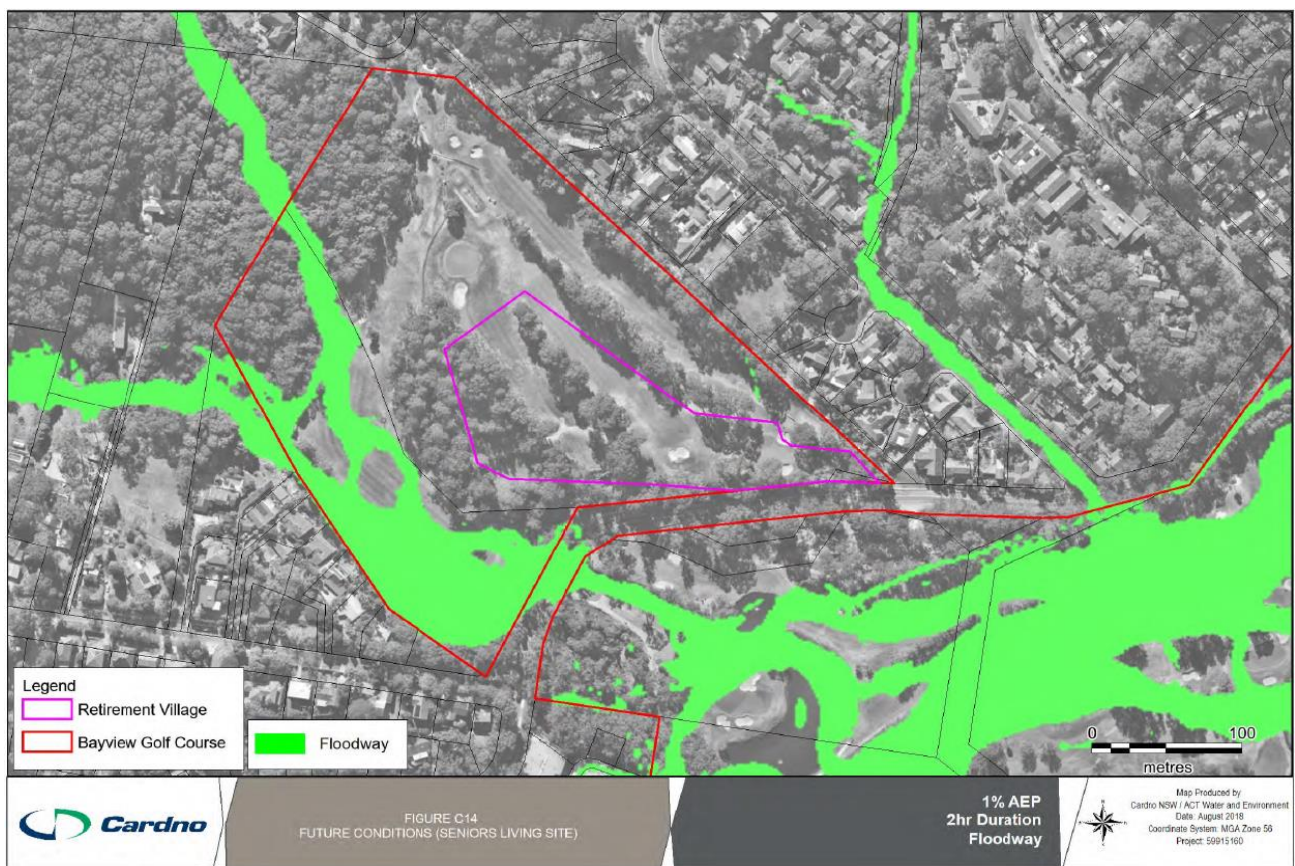 Legend
Retirement Village
Bayview Golf Course
Floodway
0 100
metres
Cardno
FIGURE C14
FUTURE CONDITIONS (SENIORS LIVING SITE)
1% AEP
2hr Duration
Floodway
Map Produced by
Cardno NSW / ACT Water and Environment
Date: August 2018
Coordinate System: MGA Zone 56
Project: 59915160